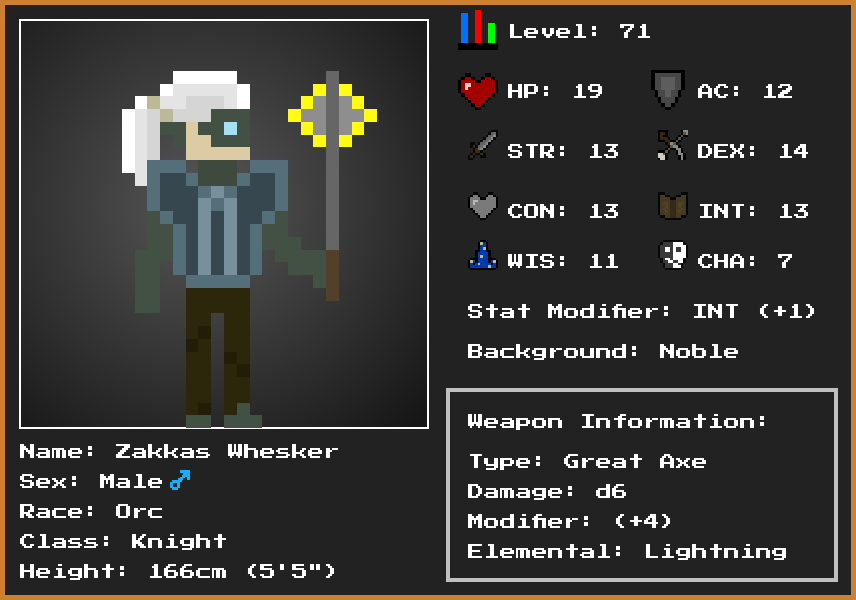 Level: 71
HP: 19 AC: 12
STR: 13 DEX: 14
CON: 13 INT: 13
WIS: 11 CHA: 7
Stat Modifier: INT (+1)
Background: Noble
Name: Zakkas Whesker
Sex: Male ♂
Race: Orc
Class: Knight
Height: 166cm (5'5")
Weapon Information:
Type: Great Axe
Damage: d6
Modifier: (+4)
Elemental: Lightning